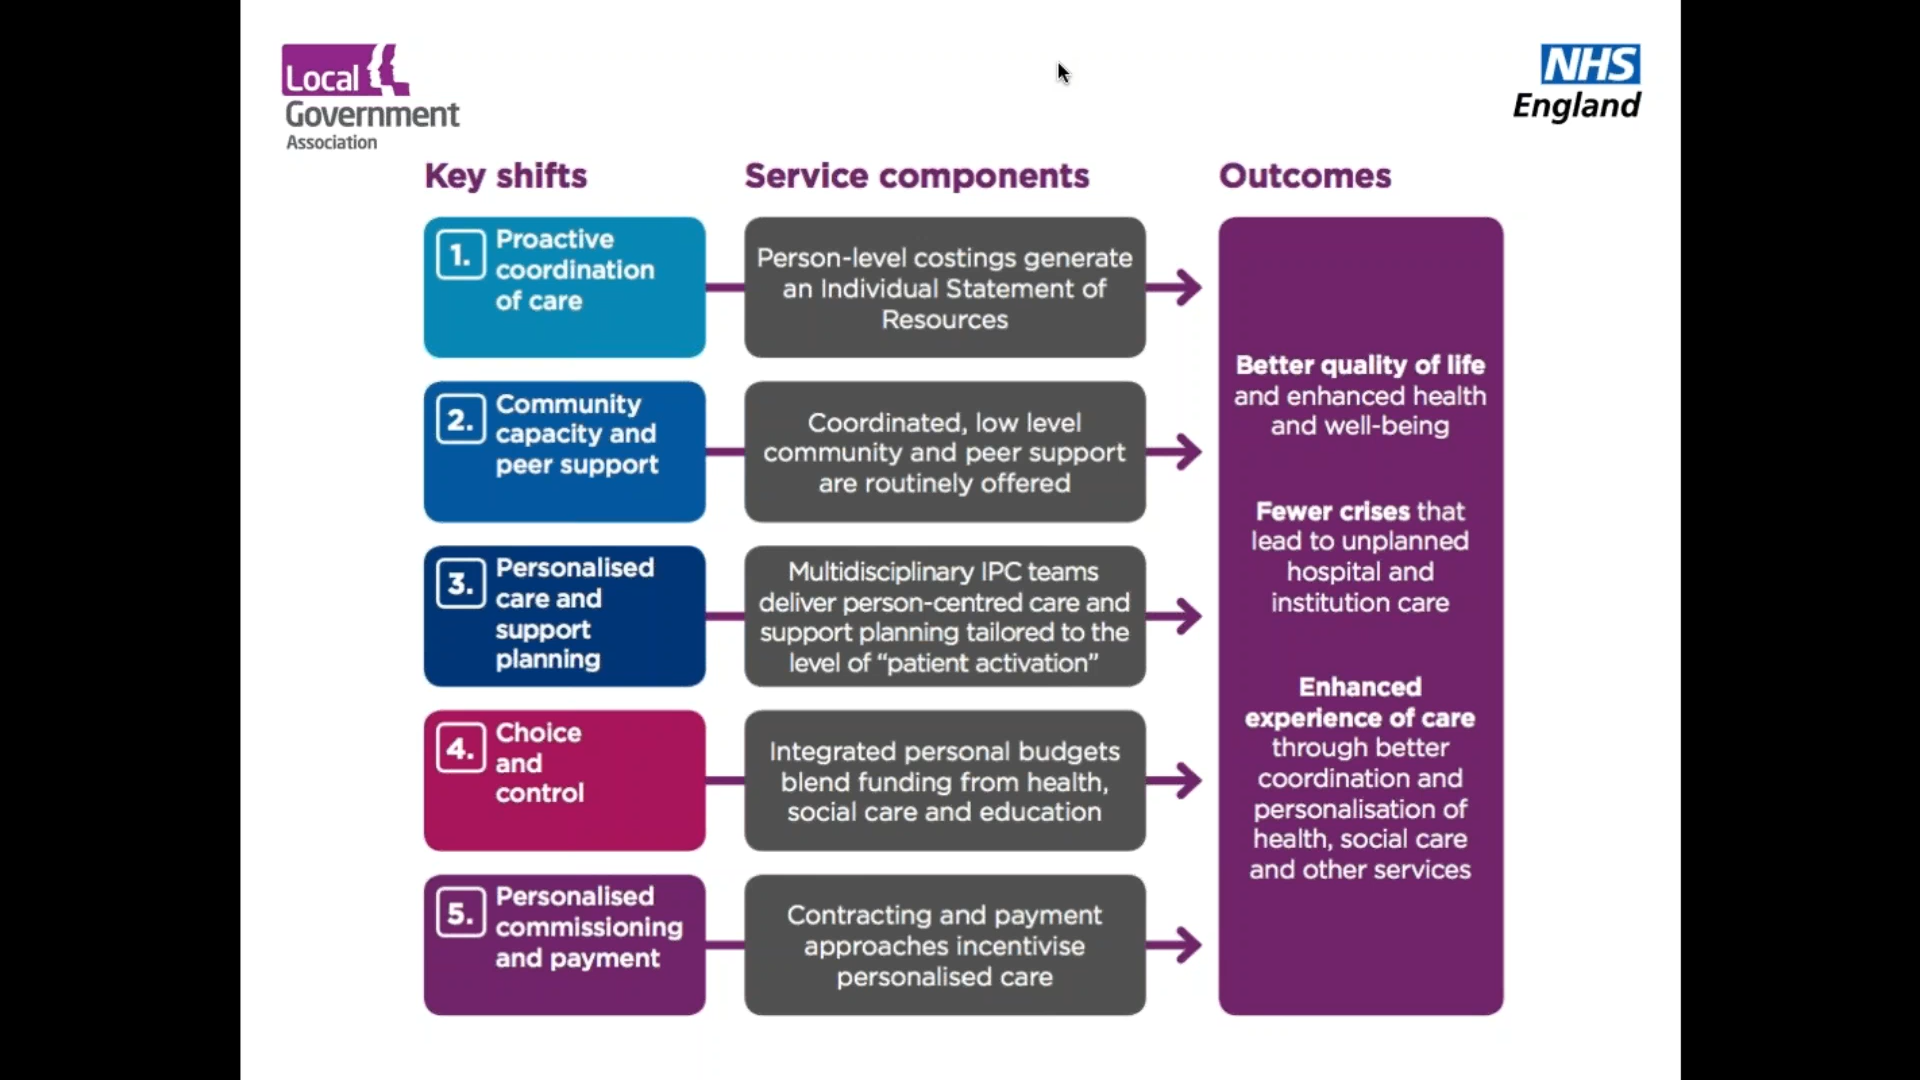 Local
Government
Association
NHS
England
Key shifts
Service components
Outcomes
1.
Proactive
coordination
of care
Person-level costings generate
an Individual Statement of
Resources
2.
Community
capacity and
peer support
Coordinated, low level
community and peer support
are routinely offered
3.
Personalised
care and
support
planning
Multidisciplinary IPC teams
deliver person-centred care and
support planning tailored to the
level of “patient activation”
4.
Choice
and
control
Integrated personal budgets
blend funding from health,
social care and education
5.
Personalised
commissioning
and payment
Contracting and payment
approaches incentivise
personalised care
Better quality of life
and enhanced health
and well-being
Fewer crises that
lead to unplanned
hospital and
institution care
Enhanced
experience of care
through better
coordination and
personalisation of
health, social care
and other services